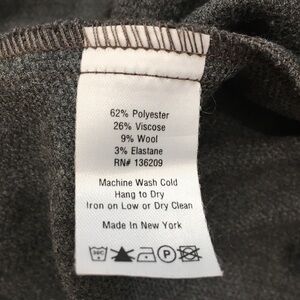 62% Polyester
26% Viscose
9% Wool
3% Elastane
RN# 136209
Machine Wash Cold
Hang to Dry
Iron on Low or Dry Clean
Made In New York
30C P